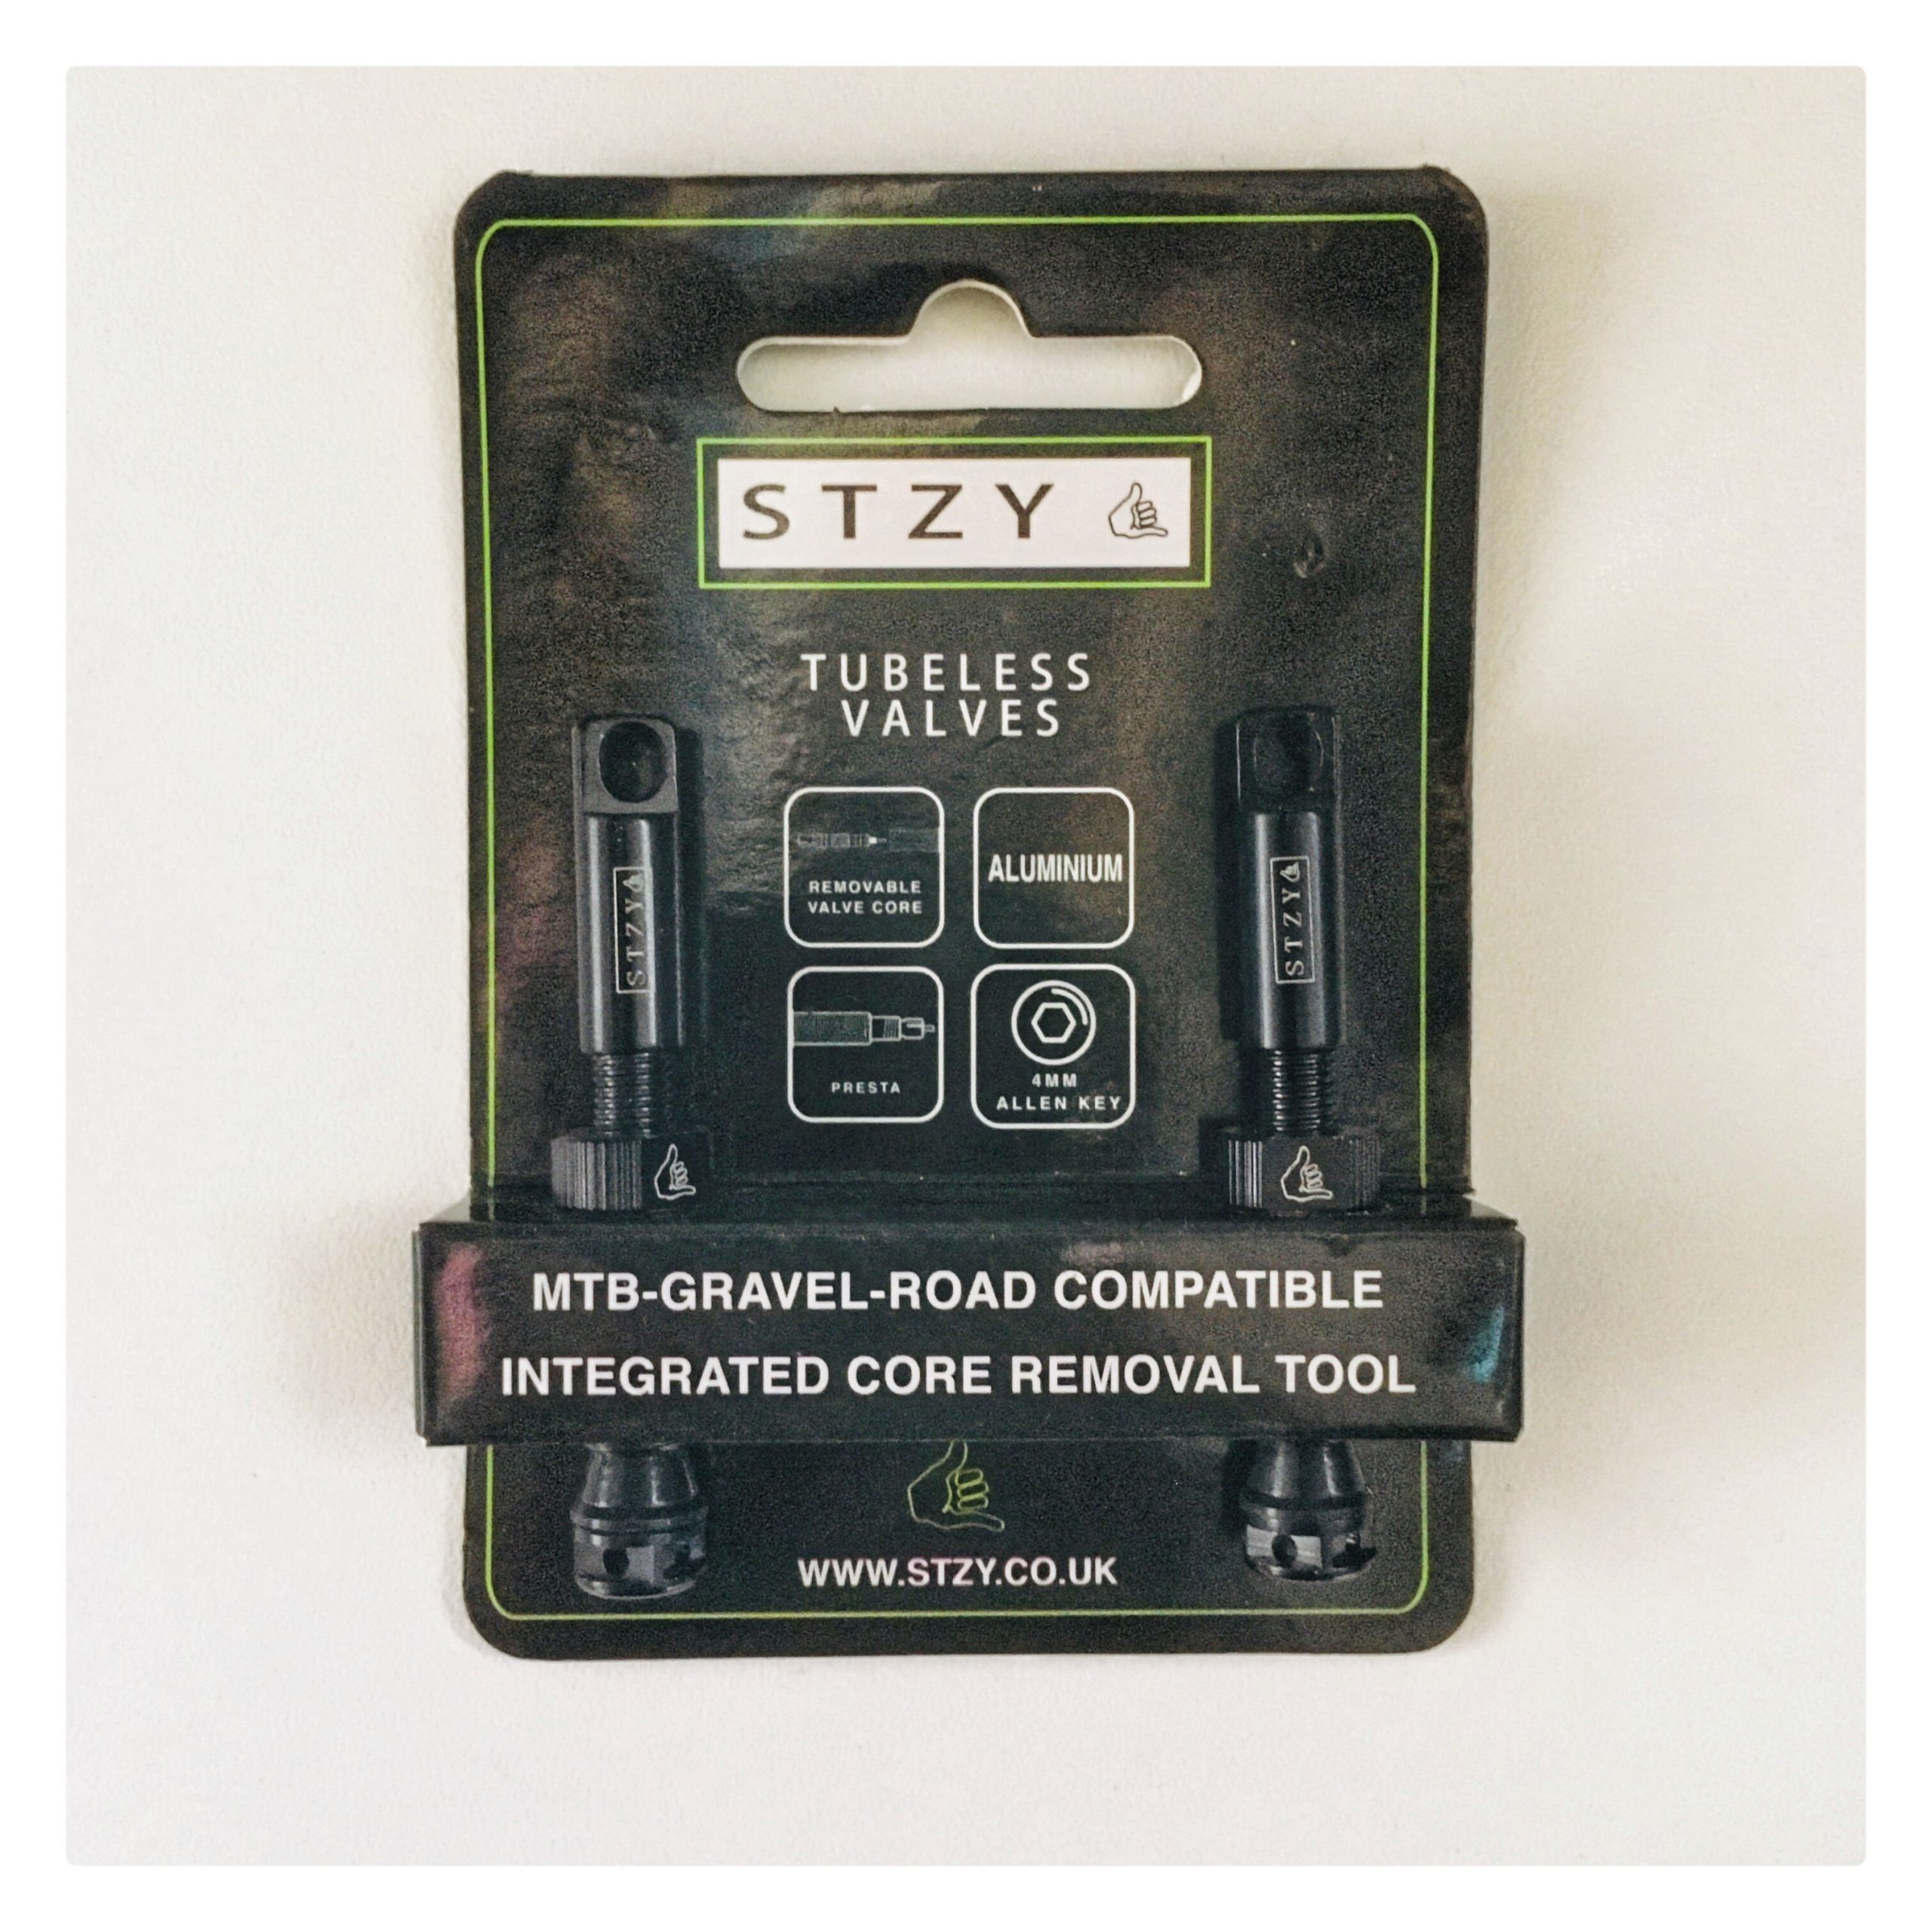 STZY
TUBELESS
VALVES
REMOVABLE
VALVE CORE
ALUMINIUM
PRESTA
4MM
ALLEN KEY
STZY
STZY
MTB-GRAVEL-ROAD COMPATIBLE
INTEGRATED CORE REMOVAL TOOL
WWW.STZY.CO.UK